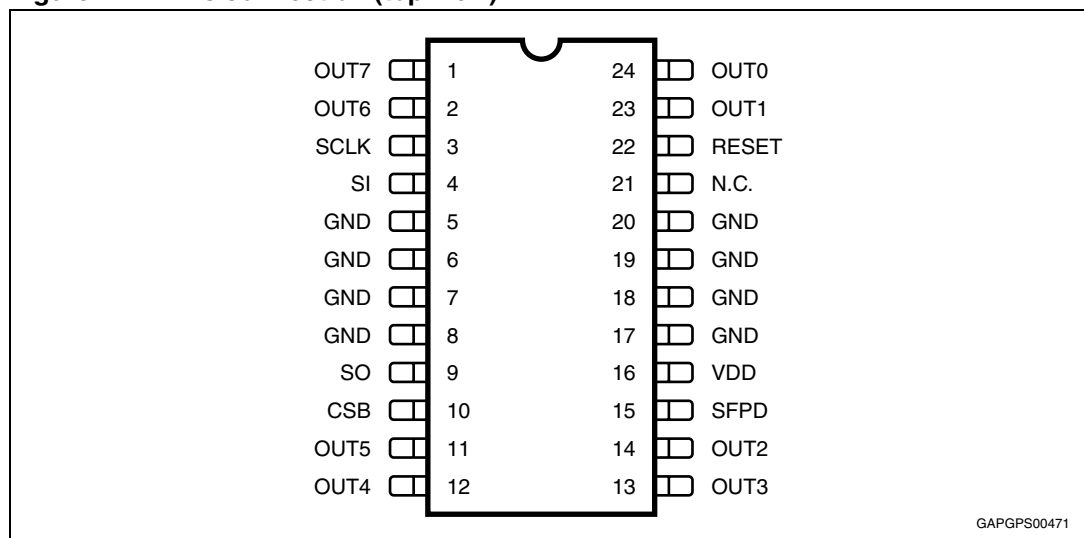 OUT7 1 24 OUT0
OUT6 2 23 OUT1
SCLK 3 22 RESET
SI 4 21 N.C.
GND 5 20 GND
GND 6 19 GND
GND 7 18 GND
GND 8 17 GND
SO 9 16 VDD
CSB 10 15 SFPD
OUT5 11 14 OUT2
OUT4 12 13 OUT3
GAPGPS00471